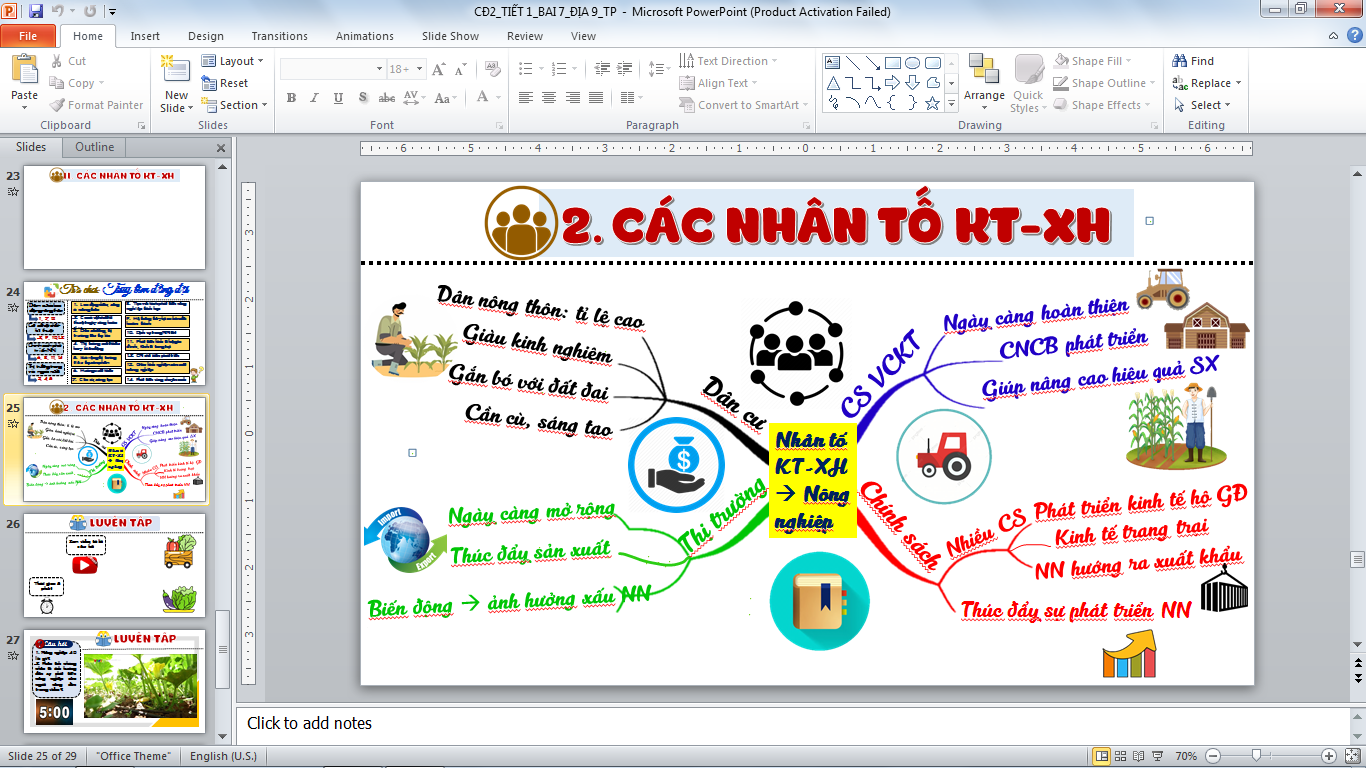 CĐ2_TIẾT 1_BAI 7_ĐỊA 9_TP - Microsoft PowerPoint (Product Activation Failed)
File Home Insert Design Transitions Animations Slide Show Review View
Paste
Cut
Copy
Format Painter
Clipboard
New Slide
Layout
Reset
Section
Slides
18+
Font
Text Direction
Align Text
Convert to SmartArt
Paragraph
Arrange
Quick Styles
Shape Fill
Shape Outline
Shape Effects
Drawing
Find
Replace
Select
Editing
Slides Outline
23
CÁC NHÂN TỐ KT-XH
24
25
2 CÁC NHÂN TỐ KT-XH
26
LUYỆN TẬP
27
LUYỆN TẬP
5:00
2. CÁC NHÂN TỐ KT-XH
Dân nông thôn: tỉ lệ cao
Giàu kinh nghiệm
Gắn bó với đất đai
Cần cù, sáng tạo
Dân cư
CS VCKT
Ngày càng hoàn thiện
CNCB phát triển
Giúp nâng cao hiệu quả SX
Nhân tố
KT-XH
→ Nông
nghiệp
$
Thị trường
Ngày càng mở rộng
Thúc đẩy sản xuất
Biến động → ảnh hưởng xấu NN
Import
Export
Chính sách
Nhiều CS
Phát triển kinh tế hộ GĐ
Kinh tế trang trại
NN hướng ra xuất khẩu
Thúc đẩy sự phát triển NN
Click to add notes
Slide 25 of 29 "Office Theme" English (U.S.) 70%